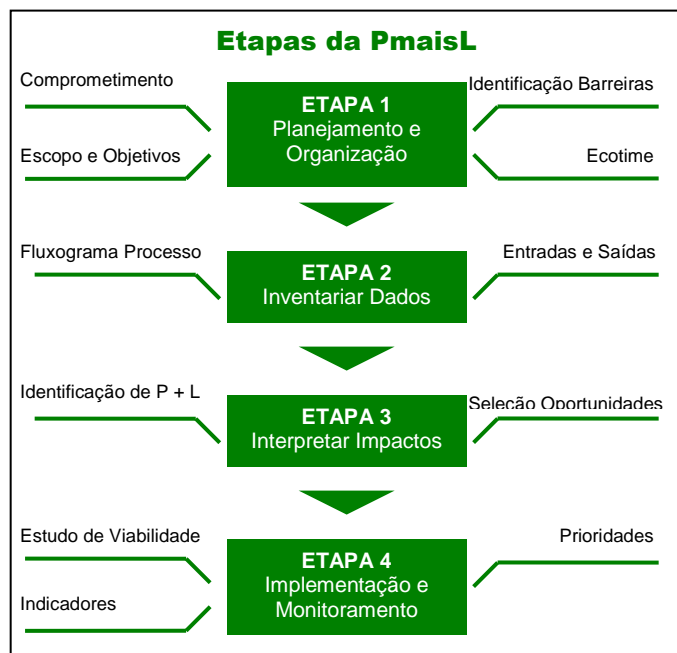 Etapas da PmaisL
Comprometimento
Escopo e Objetivos
ETAPA 1
Planejamento e
Organização
Identificação Barreiras
Ecotime
Fluxograma Processo
ETAPA 2
Inventariar Dados
Entradas e Saídas
Identificação de P + L
ETAPA 3
Interpretar Impactos
Seleção Oportunidades
Estudo de Viabilidade
Indicadores
ETAPA 4
Implementação e
Monitoramento
Prioridades